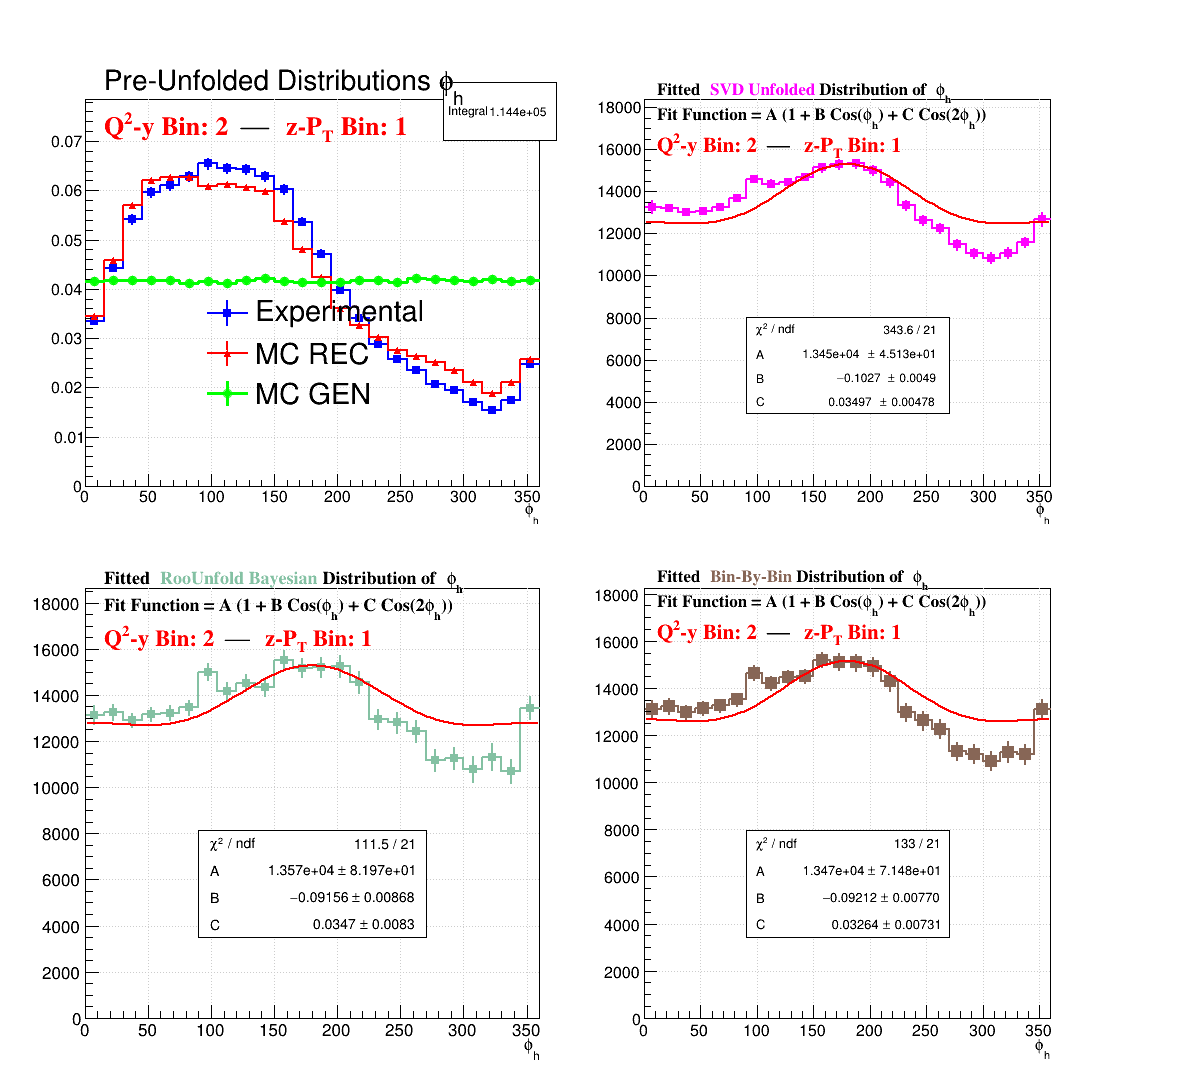 Pre-Unfolded Distributions ϕh
Integral 1.144e+05
Q²-y Bin: 2 — z-PT Bin: 1
0.07
0.06
0.05
0.04
0.03
0.02
0.01
0
Experimental
MC REC
MC GEN
0 50 100 150 200 250 300 350
ϕh
Fitted SVD Unfolded Distribution of ϕh
Fit Function = A (1 + B Cos(ϕh) + C Cos(2ϕh))
Q²-y Bin: 2 — z-PT Bin: 1
18000
16000
14000
12000
10000
8000
6000
4000
2000
0
χ² / ndf 343.6 / 21
A 1.345e+04 ± 4.513e+01
B −0.1027 ± 0.0049
C 0.03497 ± 0.00478
0 50 100 150 200 250 300 350
ϕh
Fitted RooUnfold Bayesian Distribution of ϕh
Fit Function = A (1 + B Cos(ϕh) + C Cos(2ϕh))
Q²-y Bin: 2 — z-PT Bin: 1
18000
16000
14000
12000
10000
8000
6000
4000
2000
0
χ² / ndf 111.5 / 21
A 1.357e+04 ± 8.197e+01
B −0.09156 ± 0.00868
C 0.0347 ± 0.0083
0 50 100 150 200 250 300 350
ϕh
Fitted Bin-By-Bin Distribution of ϕh
Fit Function = A (1 + B Cos(ϕh) + C Cos(2ϕh))
Q²-y Bin: 2 — z-PT Bin: 1
18000
16000
14000
12000
10000
8000
6000
4000
2000
0
χ² / ndf 133 / 21
A 1.347e+04 ± 7.148e+01
B −0.09212 ± 0.00770
C 0.03264 ± 0.00731
0 50 100 150 200 250 300 350
ϕh